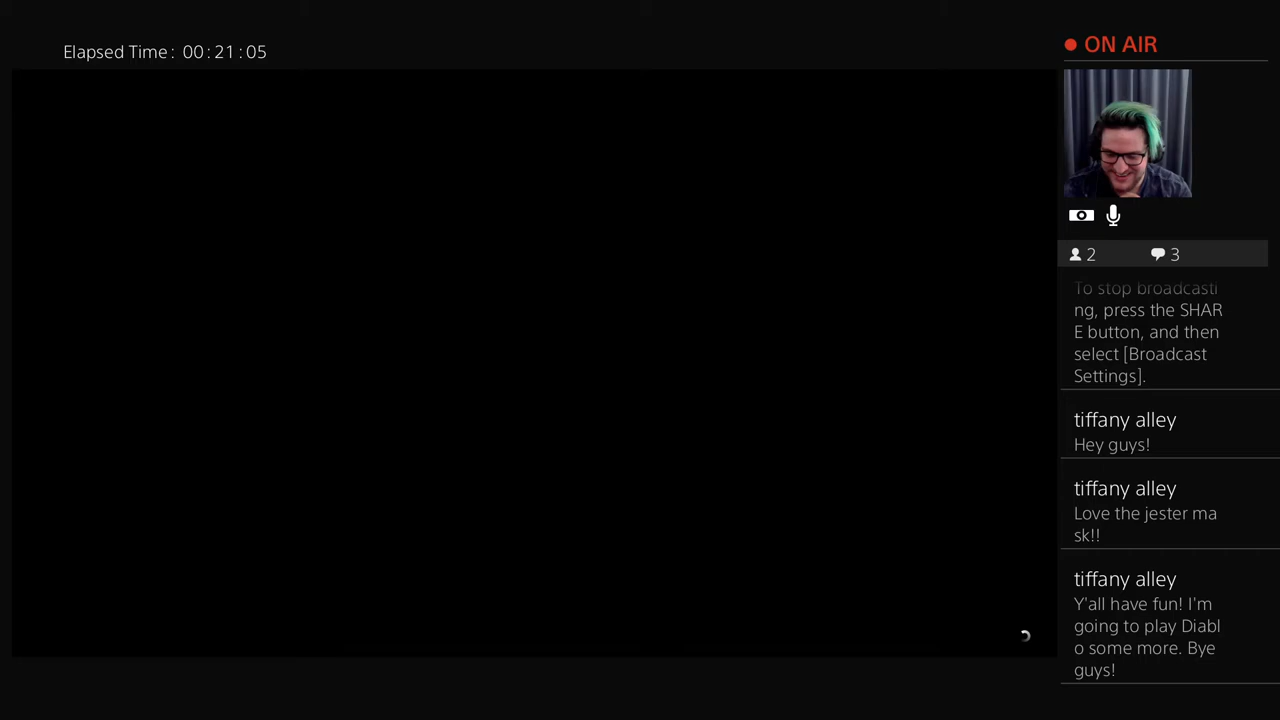 Elapsed Time: 00:21:05
ON AIR
2
3
To stop broadcasti
ng, press the SHAR
E button, and then
select [Broadcast
Settings].
tiffany alley
Hey guys!
tiffany alley
Love the jester ma
sk!!
tiffany alley
Y'all have fun! I'm
going to play Diabl
o some more. Bye
guys!